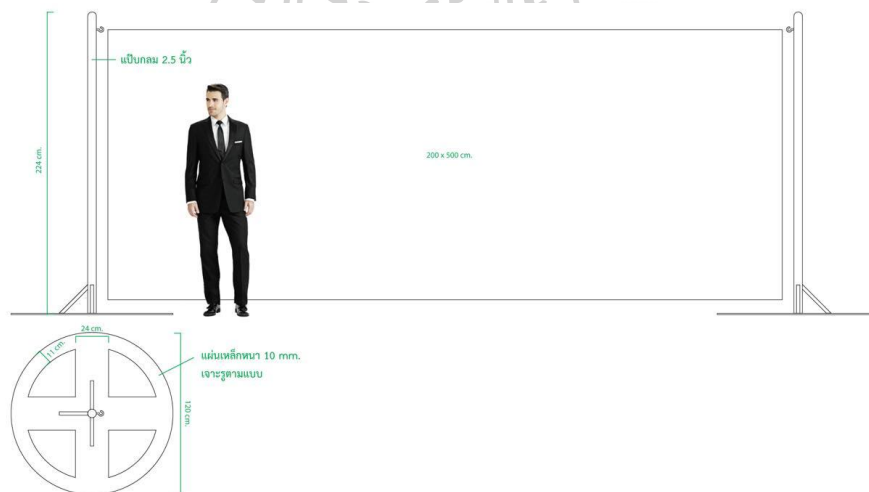 แป๊บกลม 2.5 นิ้ว
224 cm.
200 x 500 cm.
24 cm.
11 cm.
แผ่นเหล็กหนา 10 mm.
เจาะรูตามแบบ
120 cm.